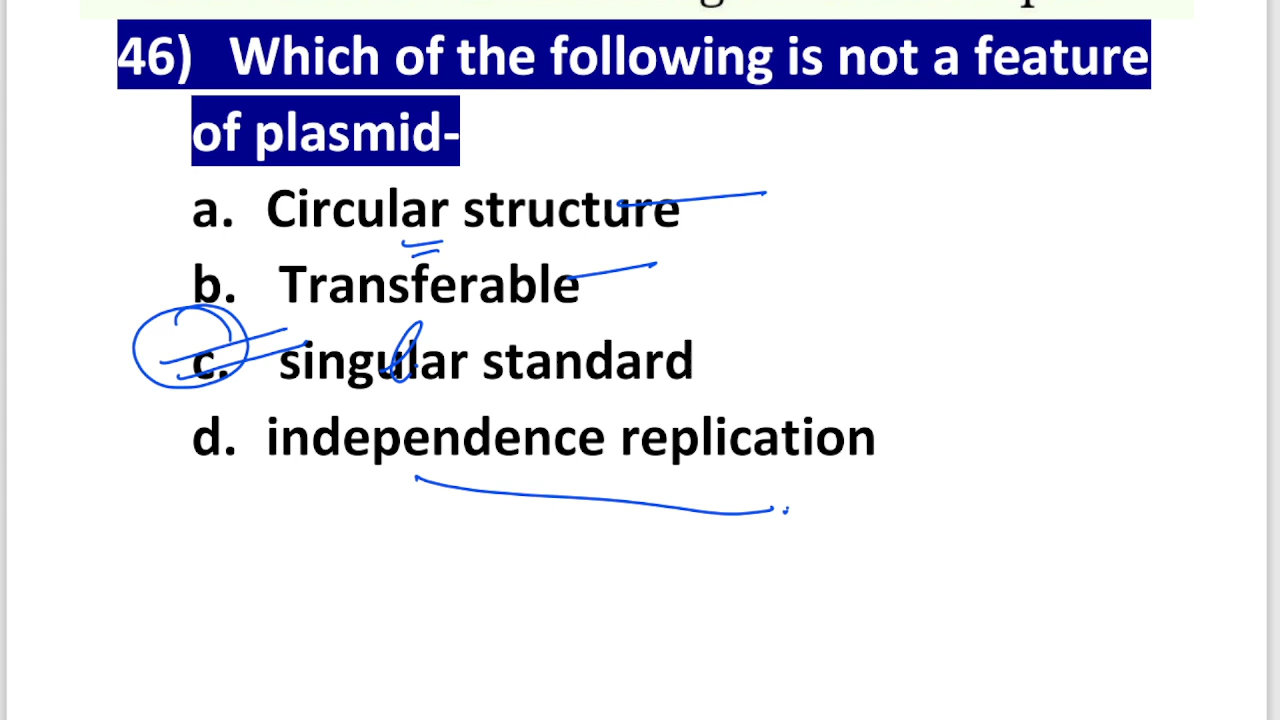 46) Which of the following is not a feature
of plasmid-
a. Circular structure
b. Transferable
c. singular standard
d. independence replication